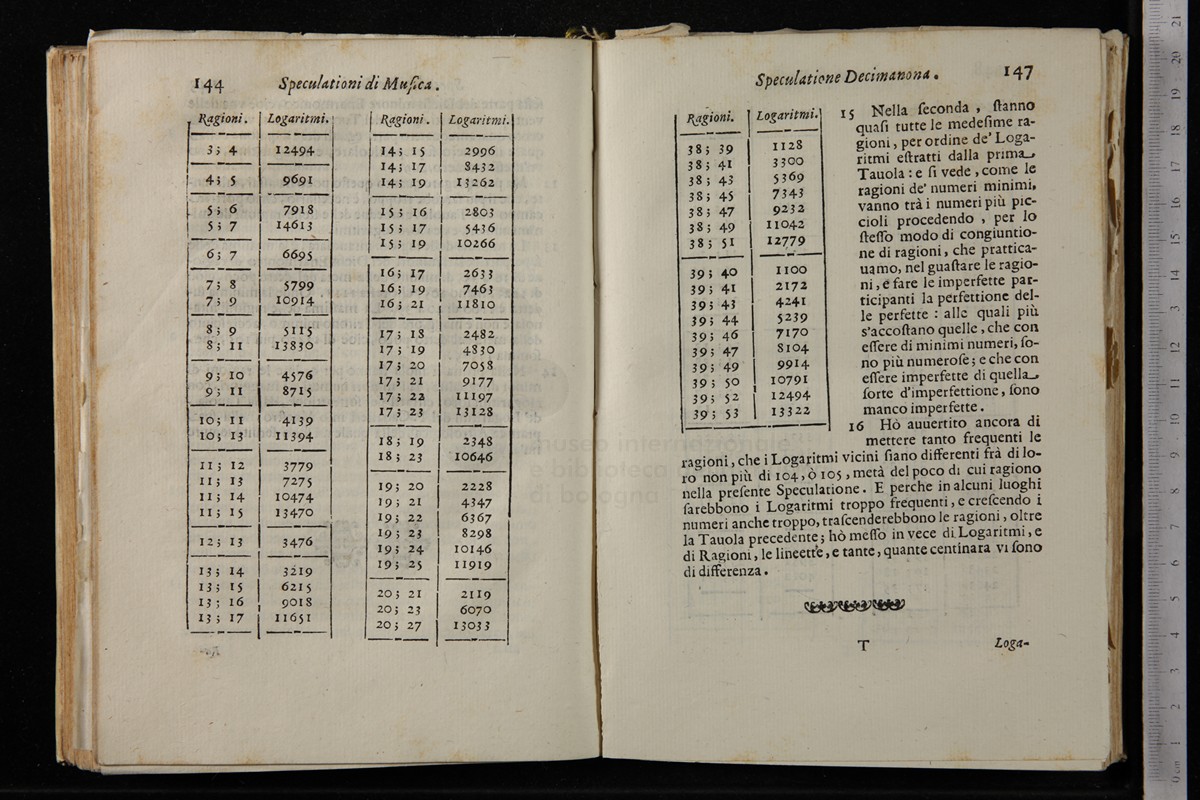 144 Speculationi di Muſica.
Ragioni. Logaritmi.
3; 4 12494
4; 5 9691
5; 6 7918
5; 7 14613
6; 7 6695
7; 8 5799
7; 9 10914
8; 9 5115
8; 11 13830
9; 10 4576
9; 11 8715
10; 11 4139
10; 13 11394
11; 12 3779
11; 13 7275
11; 14 10474
11; 15 13470
12; 13 3476
13; 14 3219
13; 15 6215
13; 16 9018
13; 17 11651
Ragioni. Logaritmi.
14; 15 2996
14; 17 8432
14; 19 13262
15; 16 2803
15; 17 5436
15; 19 10266
16; 17 2633
16; 19 7463
16; 21 11810
17; 18 2482
17; 19 4830
17; 20 7058
17; 21 9177
17; 22 11197
17; 23 13128
18; 19 2348
18; 23 10646
19; 20 2228
19; 21 4347
19; 22 6367
19; 23 8298
19; 24 10146
19; 25 11919
20; 21 2119
20; 23 6070
20; 27 13033
Speculatione Decimanona. 147
Ragioni. Logaritmi.
38; 39 1128
38; 41 3300
38; 43 5369
38; 45 7343
38; 47 9232
38; 49 11042
38; 51 12779
39; 40 1100
39; 41 2172
39; 43 4241
39; 44 5239
39; 46 7170
39; 47 8104
39; 49 9914
39; 50 10791
39; 52 12494
39; 53 13322
15 Nella ſeconda, ſtanno
quaſi tutte le medeſime ra-
gioni, per ordine de' Loga-
ritmi eſtratti dalla prima
Tauola: e ſi vede, come le
ragioni de' numeri minimi,
vanno trà i numeri più pic-
cioli procedendo, per lo
ſteſſo modo di congiuntio-
ne di ragioni, che prattica-
uamo, nel guaſtare le ragio-
ni, e fare le imperfette par-
ticipanti la perfettione del-
le perfette: alle quali più
s'accoſtano quelle, che con
eſſere di minimi numeri, ſo-
no più numeroſe; e che con
eſſere imperfette di quella
ſorte d'imperfettione, ſono
manco imperfette.
16 Hò auuertito ancora di
mettere tanto frequenti le
ragioni, che i Logaritmi vicini ſiano differenti frà di lo-
ro non più di 104, ò 105, metà del poco di cui ragiono
nella preſente Speculatione. E perche in alcuni luoghi
ſarebbono i Logaritmi troppo frequenti, e creſcendo i
numeri anche troppo, traſcenderebbono le ragioni, oltre
la Tauola precedente; hò meſſo in vece di Logaritmi, e
di Ragioni, le lineette, e tante, quante centinara vi ſono
di differenza.
T Loga-
museo internazionale
e biblioteca
di bologna